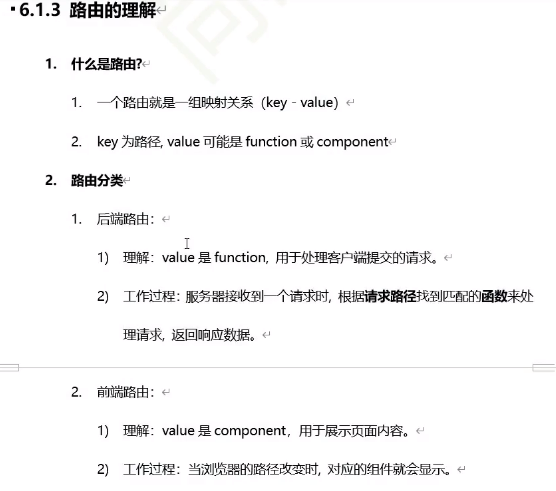 6.1.3 路由的理解
1. 什么是路由?
1. 一个路由就是一组映射关系（key - value）
2. key 为路径, value 可能是 function 或 component
2. 路由分类
1. 后端路由：
1) 理解：value 是 function, 用于处理客户端提交的请求。
2) 工作过程：服务器接收到一个请求时, 根据请求路径找到匹配的函数来处
理请求, 返回响应数据。
2. 前端路由：
1) 理解：value 是 component，用于展示页面内容。
2) 工作过程：当浏览器的路径改变时, 对应的组件就会显示。